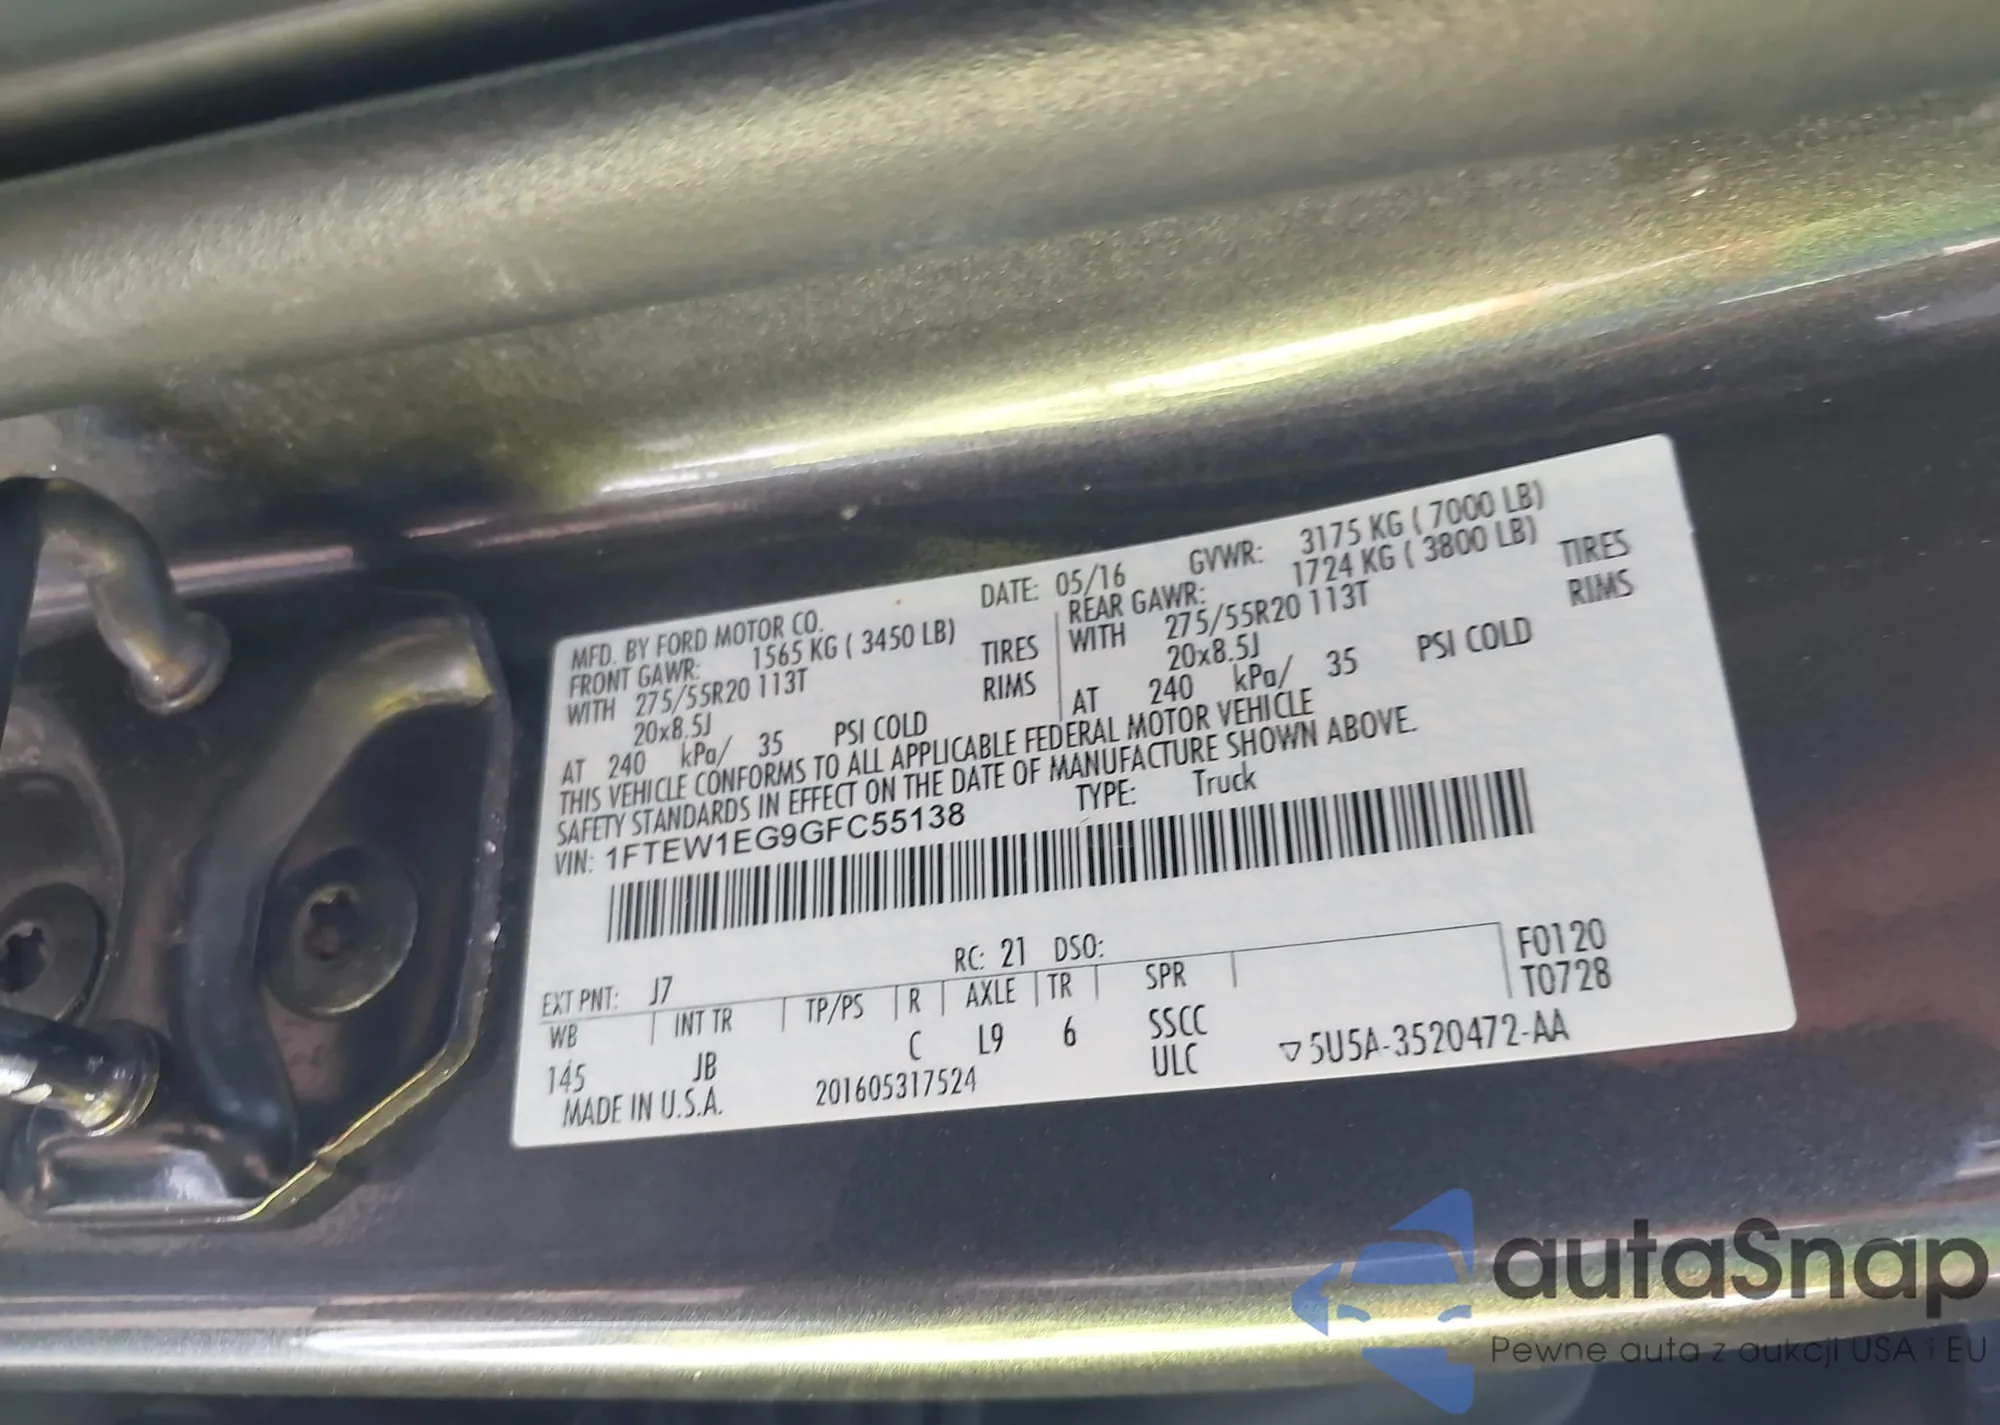 MFD. BY FORD MOTOR CO.
DATE: 05/16
GVWR: 3175 KG ( 7000 LB)
FRONT GAWR: 1565 KG ( 3450 LB)
REAR GAWR: 1724 KG ( 3800 LB)
WITH 275/55R20 113T TIRES
WITH 275/55R20 113T TIRES
20x8.5J RIMS
20x8.5J RIMS
AT 240 kPa/ 35 PSI COLD
AT 240 kPa/ 35 PSI COLD
THIS VEHICLE CONFORMS TO ALL APPLICABLE FEDERAL MOTOR VEHICLE
SAFETY STANDARDS IN EFFECT ON THE DATE OF MANUFACTURE SHOWN ABOVE.
VIN: 1FTEW1EG9GFC55138
TYPE: Truck
EXT PNT: J7 RC: 21 DSO:
F0120
WB INT TR TP/PS R AXLE TR SPR
T0728
145 JB C L9 6 SSCC
ULC
MADE IN U.S.A. 201605317524
▽5U5A-3520472-AA
autaSnap
Pewne auta z aukcji USA i EU